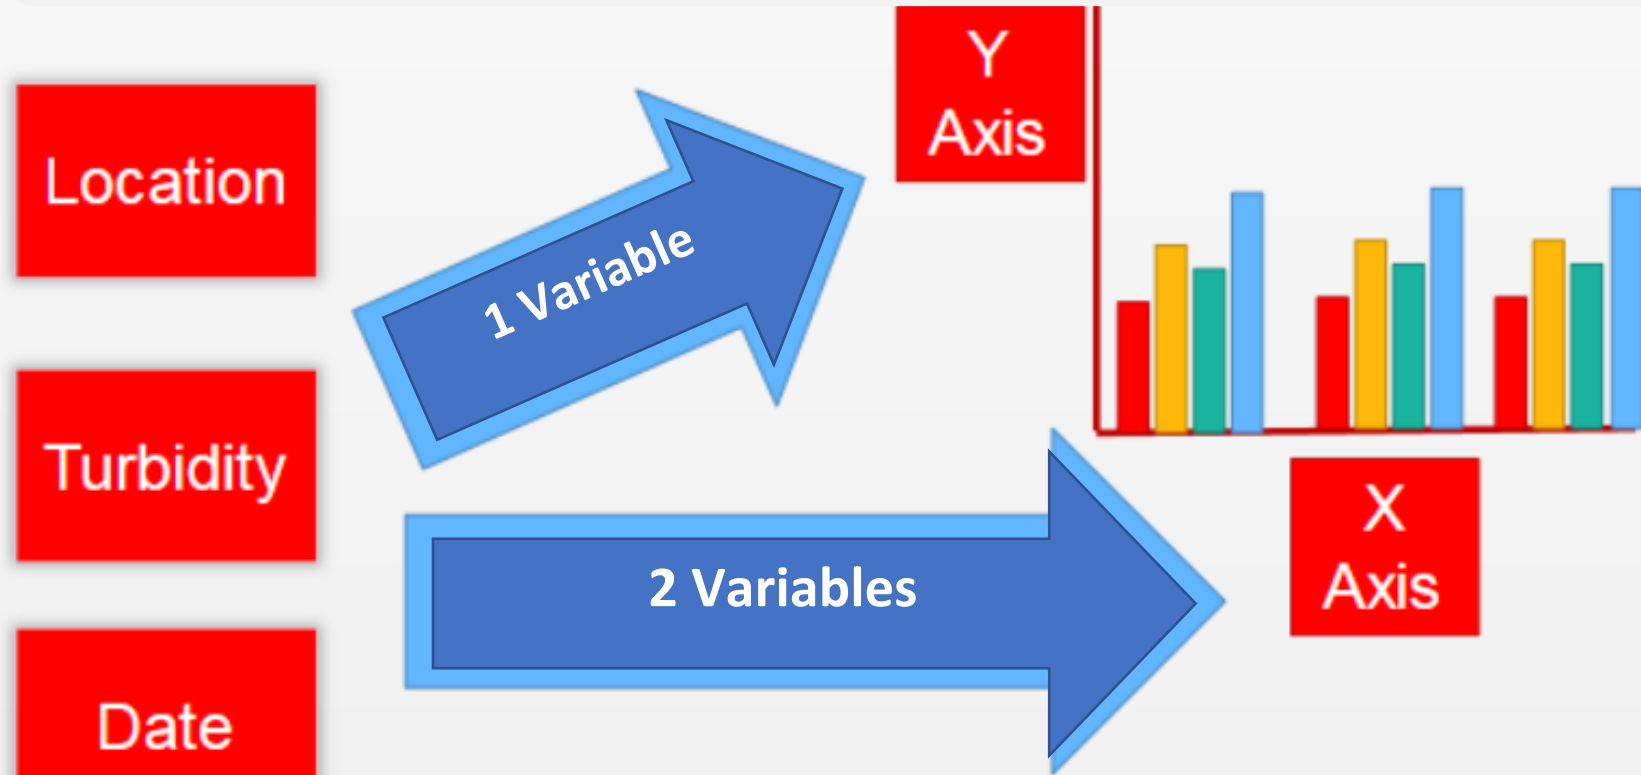 Location
Turbidity
Date
1 Variable
2 Variables
Y
Axis
X
Axis